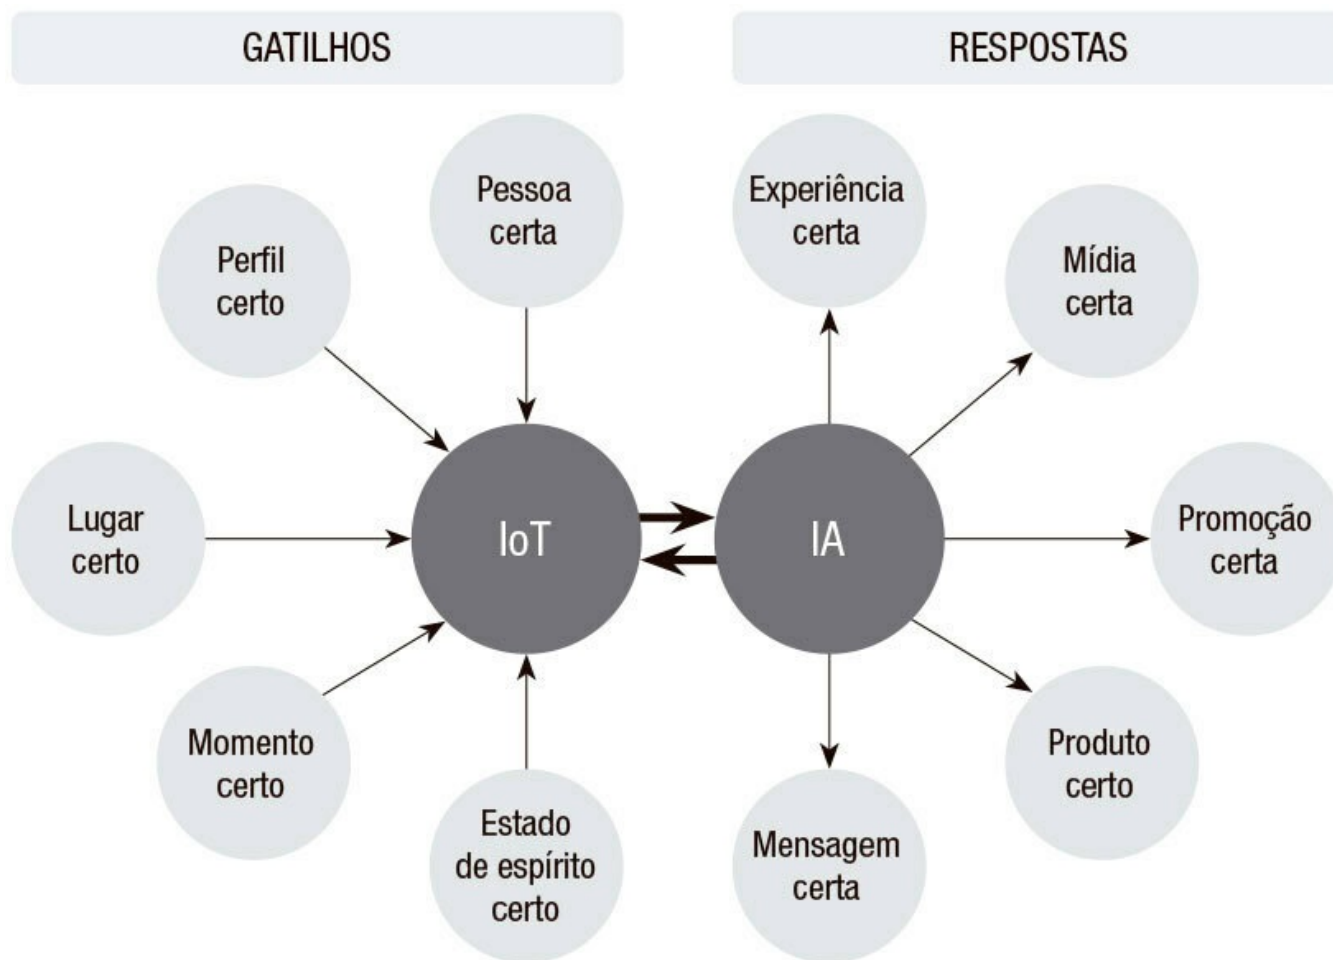 GATILHOS
RESPOSTAS
Pessoa
certa
Perfil
certo
Lugar
certo
Momento
certo
Estado
de espírito
certo
IoT
IA
Experiência
certa
Mídia
certa
Promoção
certa
Produto
certo
Mensagem
certa